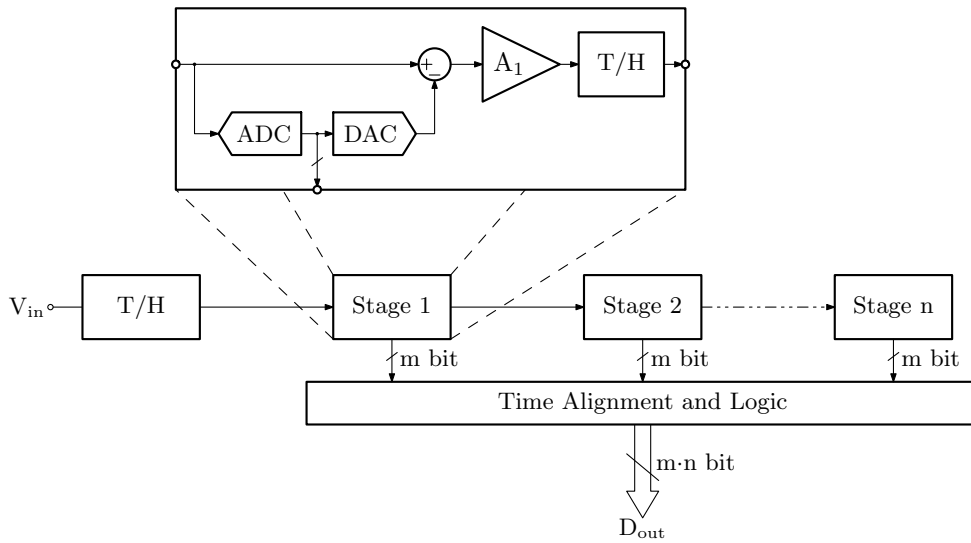 +
−
A₁
T/H
ADC
DAC
Vᵢₙ
T/H
Stage 1
Stage 2
Stage n
m bit
m bit
m bit
Time Alignment and Logic
m·n bit
Dₒᵤₜ